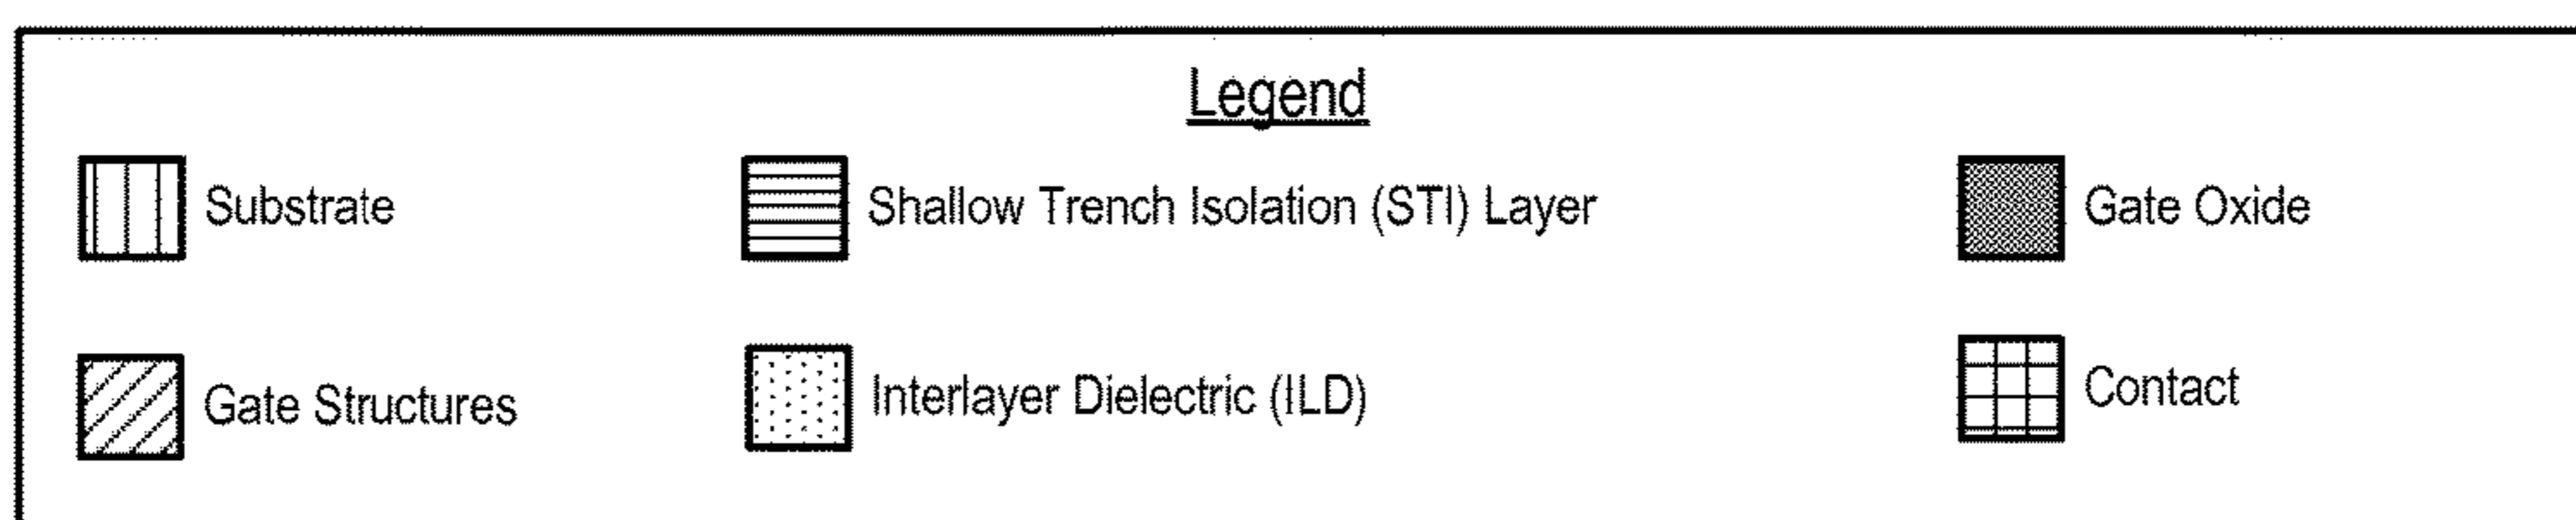 Legend
Substrate
Shallow Trench Isolation (STI) Layer
Gate Oxide
Gate Structures
Interlayer Dielectric (ILD)
Contact